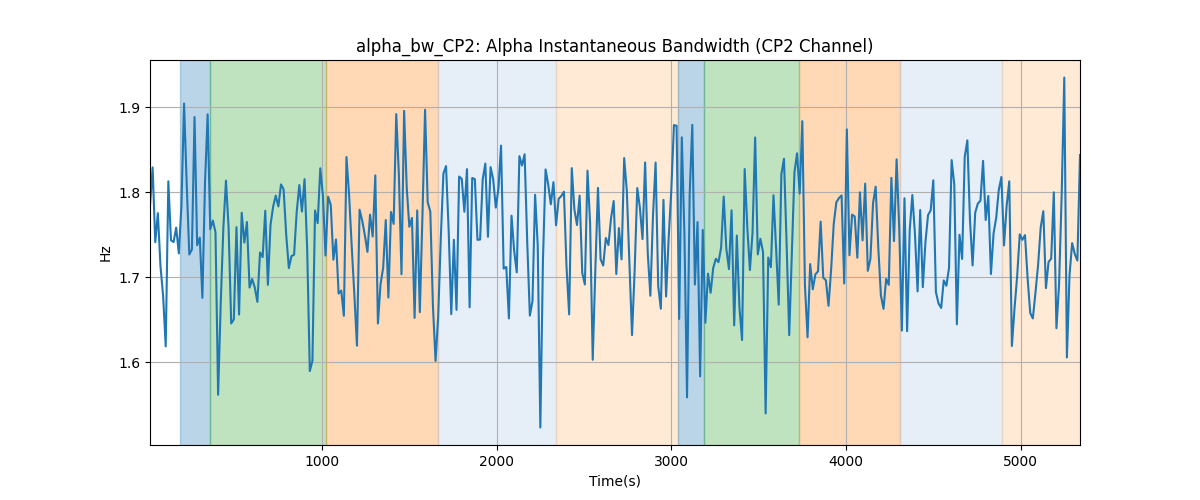 alpha_bw_CP2: Alpha Instantaneous Bandwidth (CP2 Channel)
1.9
1.8
1.7
1.6
Hz
1000 2000 3000 4000 5000
Time(s)